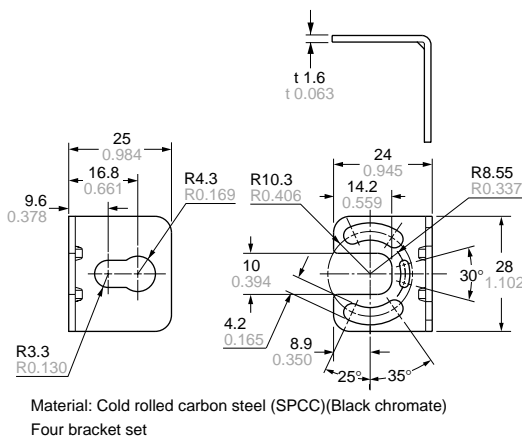 t 1.6
t 0.063
25
0.984
16.8
0.661
9.6
0.378
R4.3
R0.169
R3.3
R0.130
24
0.945
R10.3
R0.406
14.2
0.559
R8.55
R0.337
10
0.394
30°
28
1.102
4.2
0.165
8.9
0.350
25°
35°
Material: Cold rolled carbon steel (SPCC)(Black chromate)
Four bracket set